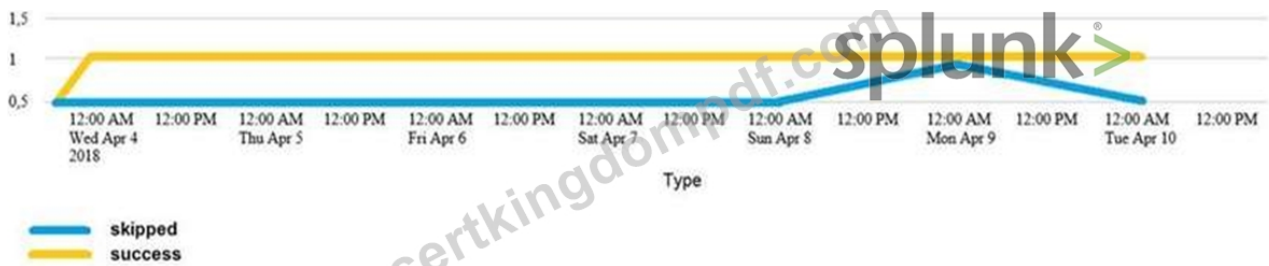 1,5
splunk>®
1
0,5
12:00 AM 12:00 PM 12:00 AM 12:00 PM 12:00 AM 12:00 PM 12:00 AM 12:00 PM 12:00 AM 12:00 PM 12:00 AM 12:00 PM 12:00 AM 12:00 PM
Wed Apr 4 Thu Apr 5 Fri Apr 6 Sat Apr 7 Sun Apr 8 Mon Apr 9 Tue Apr 10
2018
Type
skipped
success
certkingdompdf.com